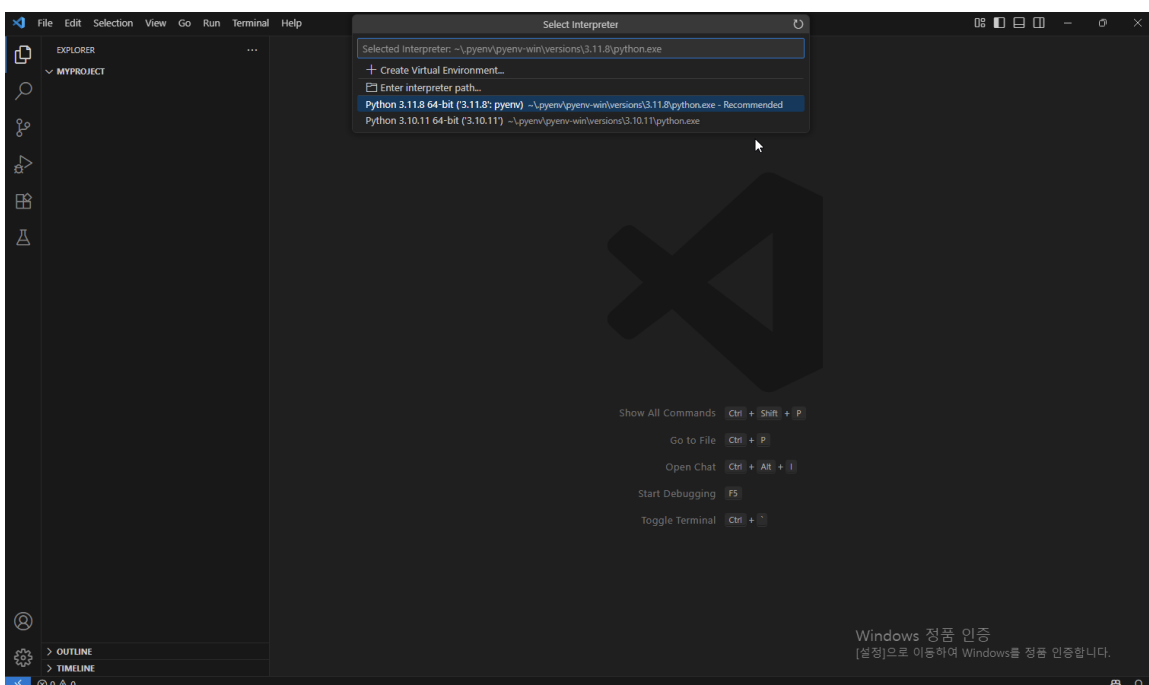 File Edit Selection View Go Run Terminal Help
Select Interpreter
EXPLORER
MYPROJECT
Selected Interpreter: ~\.pyenv\pyenv-win\versions\3.11.8\python.exe
+ Create Virtual Environment...
Enter interpreter path...
Python 3.11.8 64-bit ('3.11.8': pyenv) ~\.pyenv\pyenv-win\versions\3.11.8\python.exe - Recommended
Python 3.10.11 64-bit ('3.10.11') ~\.pyenv\pyenv-win\versions\3.10.11\python.exe
Show All Commands Ctrl + Shift + P
Go to File Ctrl + P
Open Chat Ctrl + Alt + I
Start Debugging F5
Toggle Terminal Ctrl + `
OUTLINE
TIMELINE
Windows 정품 인증
[설정]으로 이동하여 Windows를 정품 인증합니다.
0 0